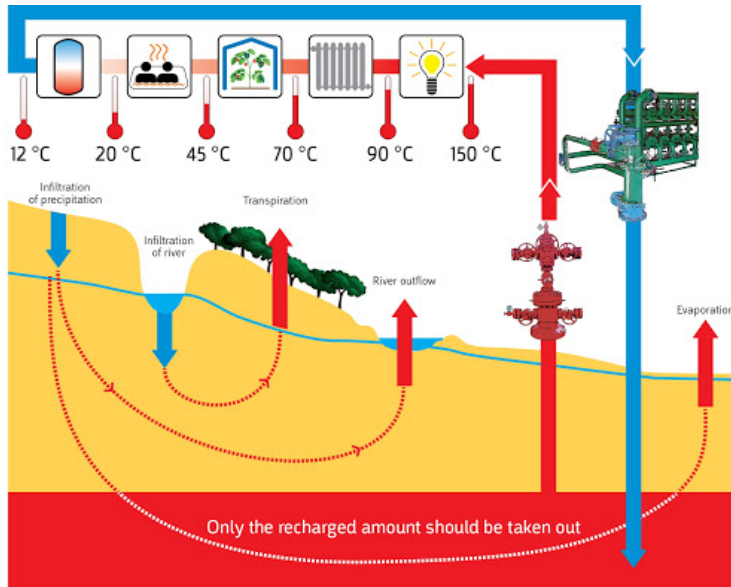 12 °C
20 °C
45 °C
70 °C
90 °C
150 °C
Infiltration
of precipitation
Transpiration
Infiltration
of river
River outflow
Evaporation
Only the recharged amount should be taken out